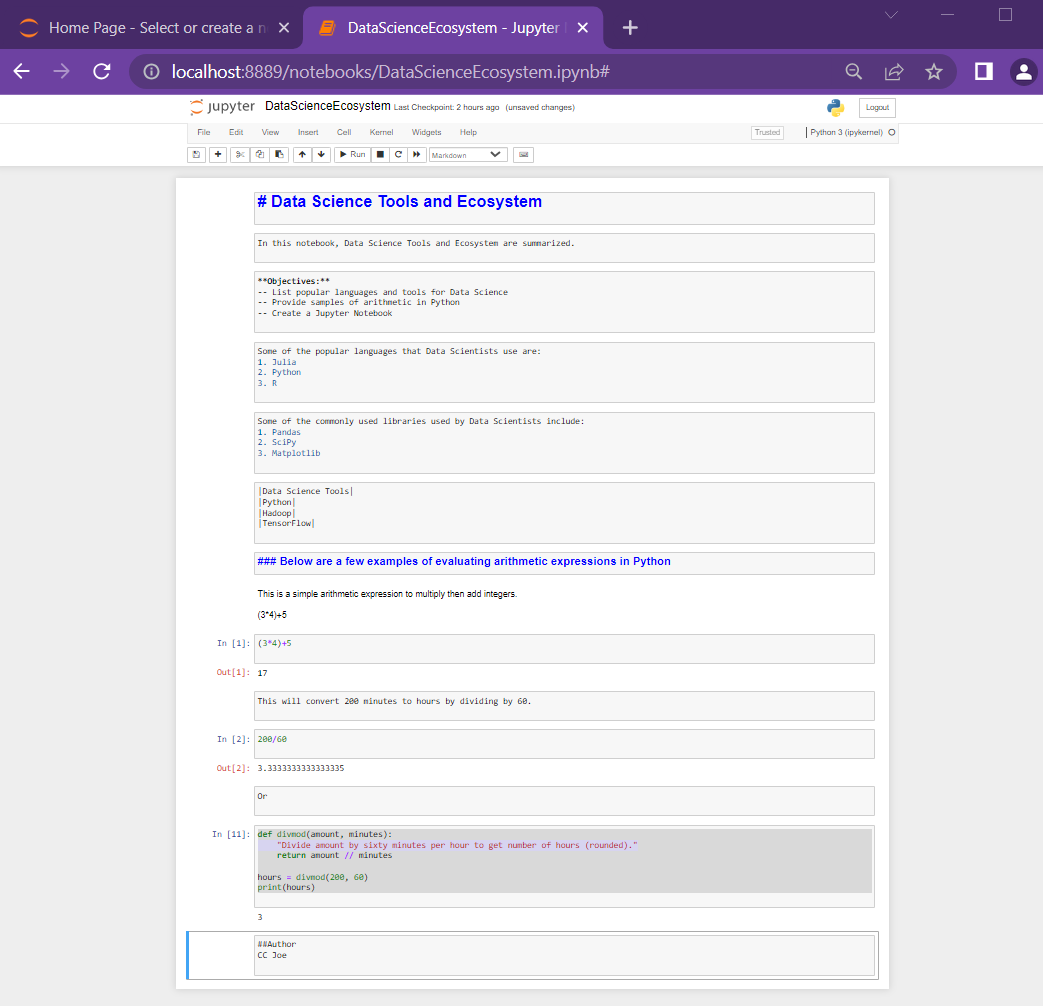 Home Page - Select or create a n
DataScienceEcosystem - Jupyter
localhost:8889/notebooks/DataScienceEcosystem.ipynb#
jupyter DataScienceEcosystem Last Checkpoint: 2 hours ago (unsaved changes)
Logout
File Edit View Insert Cell Kernel Widgets Help
Trusted
Python 3 (ipykernel)
Run
Markdown
# Data Science Tools and Ecosystem
In this notebook, Data Science Tools and Ecosystem are summarized.
**Objectives:**
-- List popular languages and tools for Data Science
-- Provide samples of arithmetic in Python
-- Create a Jupyter Notebook
Some of the popular languages that Data Scientists use are:
1. Julia
2. Python
3. R
Some of the commonly used libraries used by Data Scientists include:
1. Pandas
2. SciPy
3. Matplotlib
|Data Science Tools|
|Python|
|Hadoop|
|TensorFlow|
### Below are a few examples of evaluating arithmetic expressions in Python
This is a simple arithmetic expression to multiply then add integers.
(3*4)+5
In [1]: (3*4)+5
Out[1]: 17
This will convert 200 minutes to hours by dividing by 60.
In [2]: 200/60
Out[2]: 3.3333333333333335
Or
In [11]: def divmod(amount, minutes):
"Divide amount by sixty minutes per hour to get number of hours (rounded)."
return amount // minutes
hours = divmod(200, 60)
print(hours)
3
##Author
CC Joe